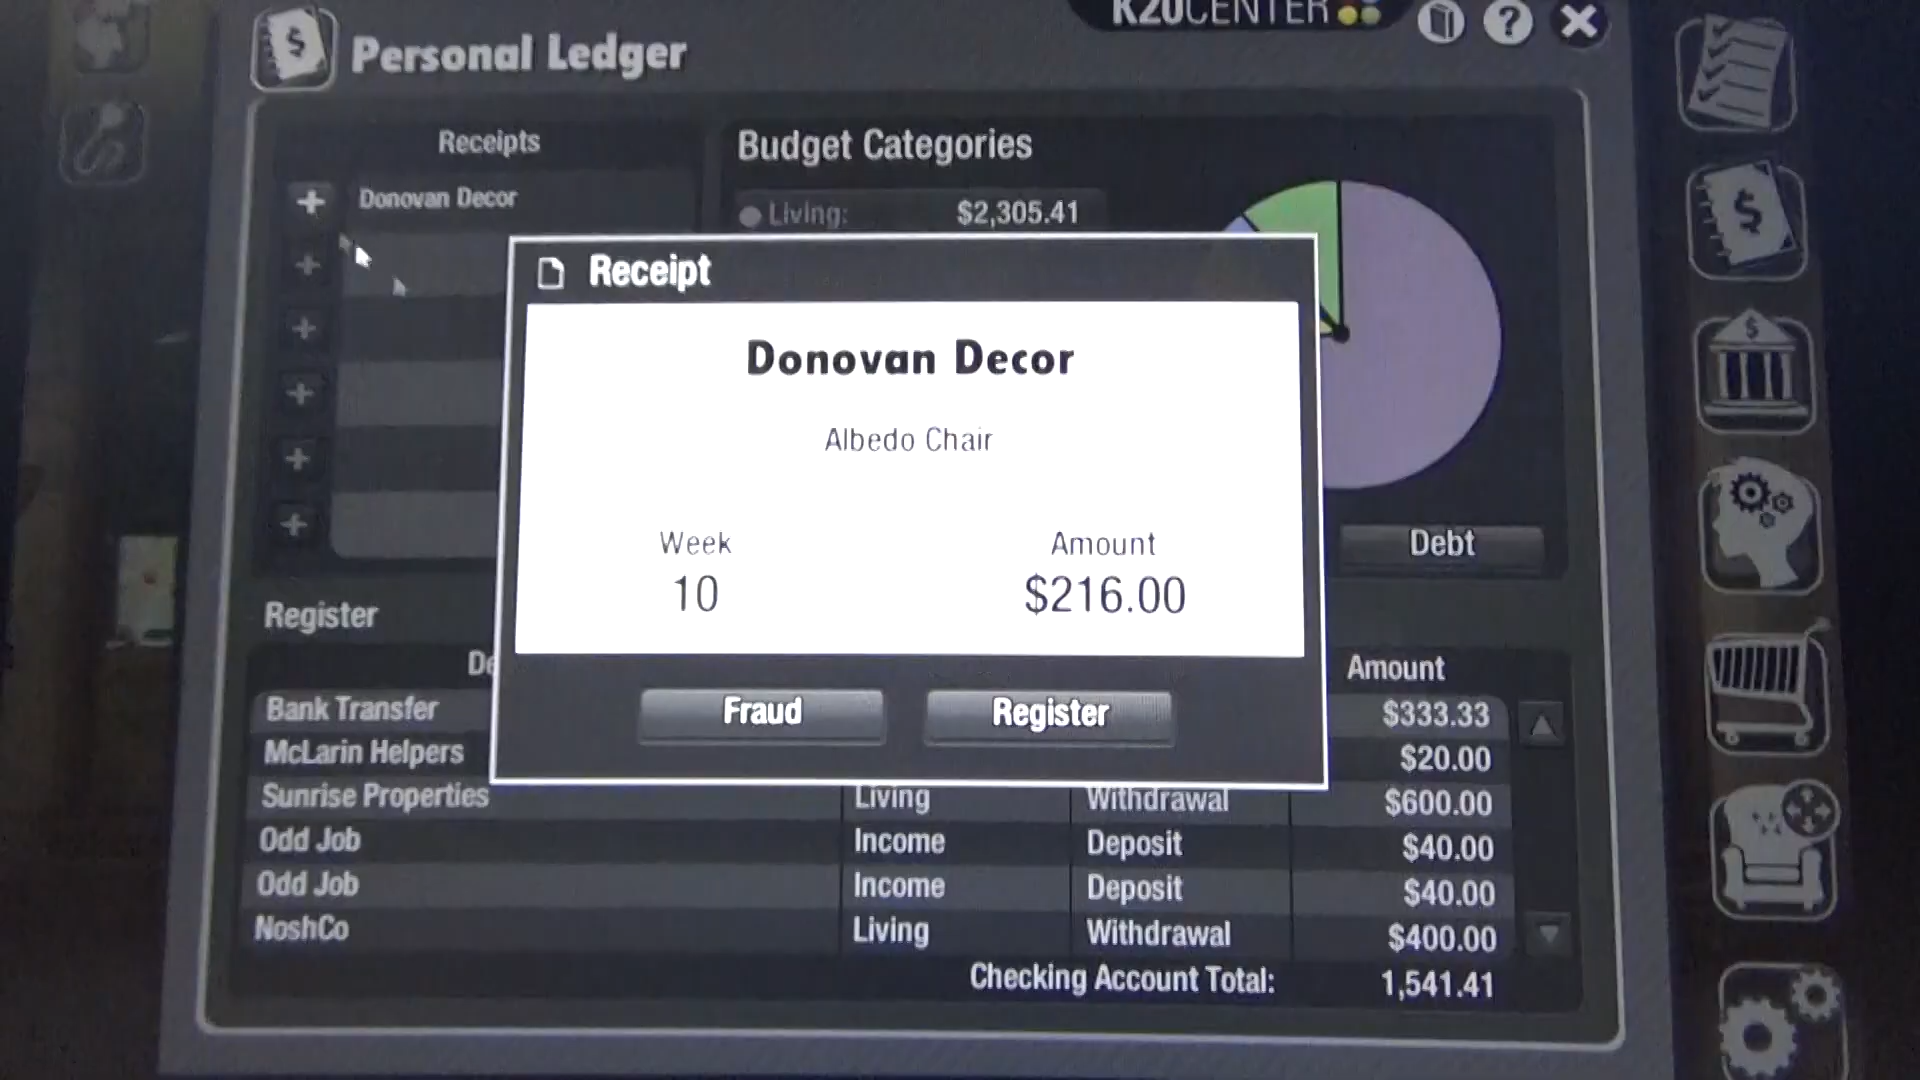 K20CENTER
Personal Ledger
Receipts
Donovan Decor
Budget Categories
Living: $2,305.41
Receipt
Donovan Decor
Albedo Chair
Week Amount
10 $216.00
Fraud Register
Debt
Register
De Amount
Bank Transfer $333.33
McLarin Helpers $20.00
Sunrise Properties Living Withdrawal $600.00
Odd Job Income Deposit $40.00
Odd Job Income Deposit $40.00
NoshCo Living Withdrawal $400.00
Checking Account Total: 1,541.41